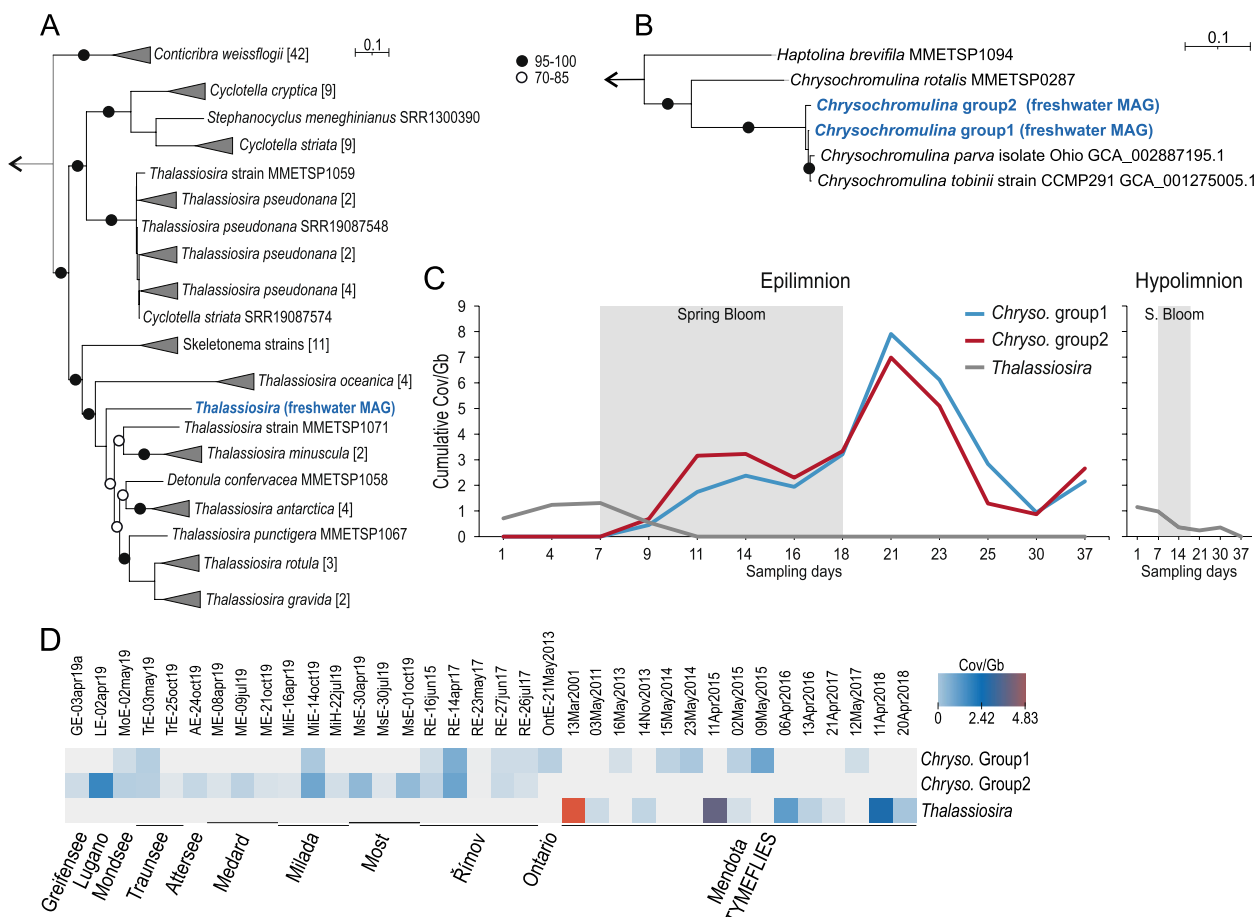 A
Conticribra weissflogii [42]
0.1
Cyclotella cryptica [9]
Stephanocyclus meneghinianus SRR1300390
Cyclotella striata [9]
Thalassiosira strain MMETSP1059
Thalassiosira pseudonana [2]
Thalassiosira pseudonana SRR19087548
Thalassiosira pseudonana [2]
Thalassiosira pseudonana [4]
Cyclotella striata SRR19087574
Skeletonema strains [11]
Thalassiosira oceanica [4]
Thalassiosira (freshwater MAG)
Thalassiosira strain MMETSP1071
Thalassiosira minuscula [2]
Detonula confervacea MMETSP1058
Thalassiosira antarctica [4]
Thalassiosira punctigera MMETSP1067
Thalassiosira rotula [3]
Thalassiosira gravida [2]
95-100
70-85
B
0.1
Haptolina brevifila MMETSP1094
Chrysochromulina rotalis MMETSP0287
Chrysochromulina group2 (freshwater MAG)
Chrysochromulina group1 (freshwater MAG)
Chrysochromulina parva isolate Ohio GCA_002887195.1
Chrysochromulina tobinii strain CCMP291 GCA_001275005.1
C
Epilimnion
Hypolimnion
Spring Bloom
S. Bloom
Chryso. group1
Chryso. group2
Thalassiosira
Cumulative Cov/Gb
9
8
7
6
5
4
3
2
1
0
1 4 7 9 11 14 16 18 21 23 25 30 37
Sampling days
1 7 14 21 30 37
Sampling days
D
GE-03apr19a
LE-02apr19
MoE-02may19
TrE-03may19
TrE-25oct19
AE-24oct19
ME-08apr19
ME-09jul19
ME-21oct19
MiE-16apr19
MiE-14oct19
MiH-22jul19
MsE-30apr19
MsE-30jul19
MsE-01oct19
RE-16jun15
RE-14apr17
RE-23may17
RE-27jun17
RE-26jul17
OntE-21May2013
13Mar2001
03May2011
16May2013
14Nov2013
15May2014
23May2014
11Apr2015
02May2015
09May2015
06Apr2016
13Apr2016
21Apr2017
12May2017
11Apr2018
20Apr2018
Cov/Gb
0 2.42 4.83
Chryso. Group1
Chryso. Group2
Thalassiosira
Greifensee
Lugano
Mondsee
Traunsee
Attersee
Medard
Milada
Most
Římov
Ontario
Mendota
TYMEFLIES